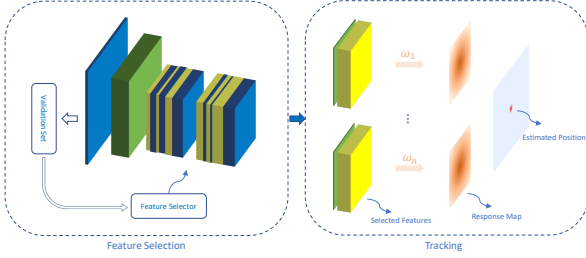 Validation Set
Feature Selector
Feature Selection
ω1
⋮
ωn
Estimated Position
Selected Features
Response Map
Tracking